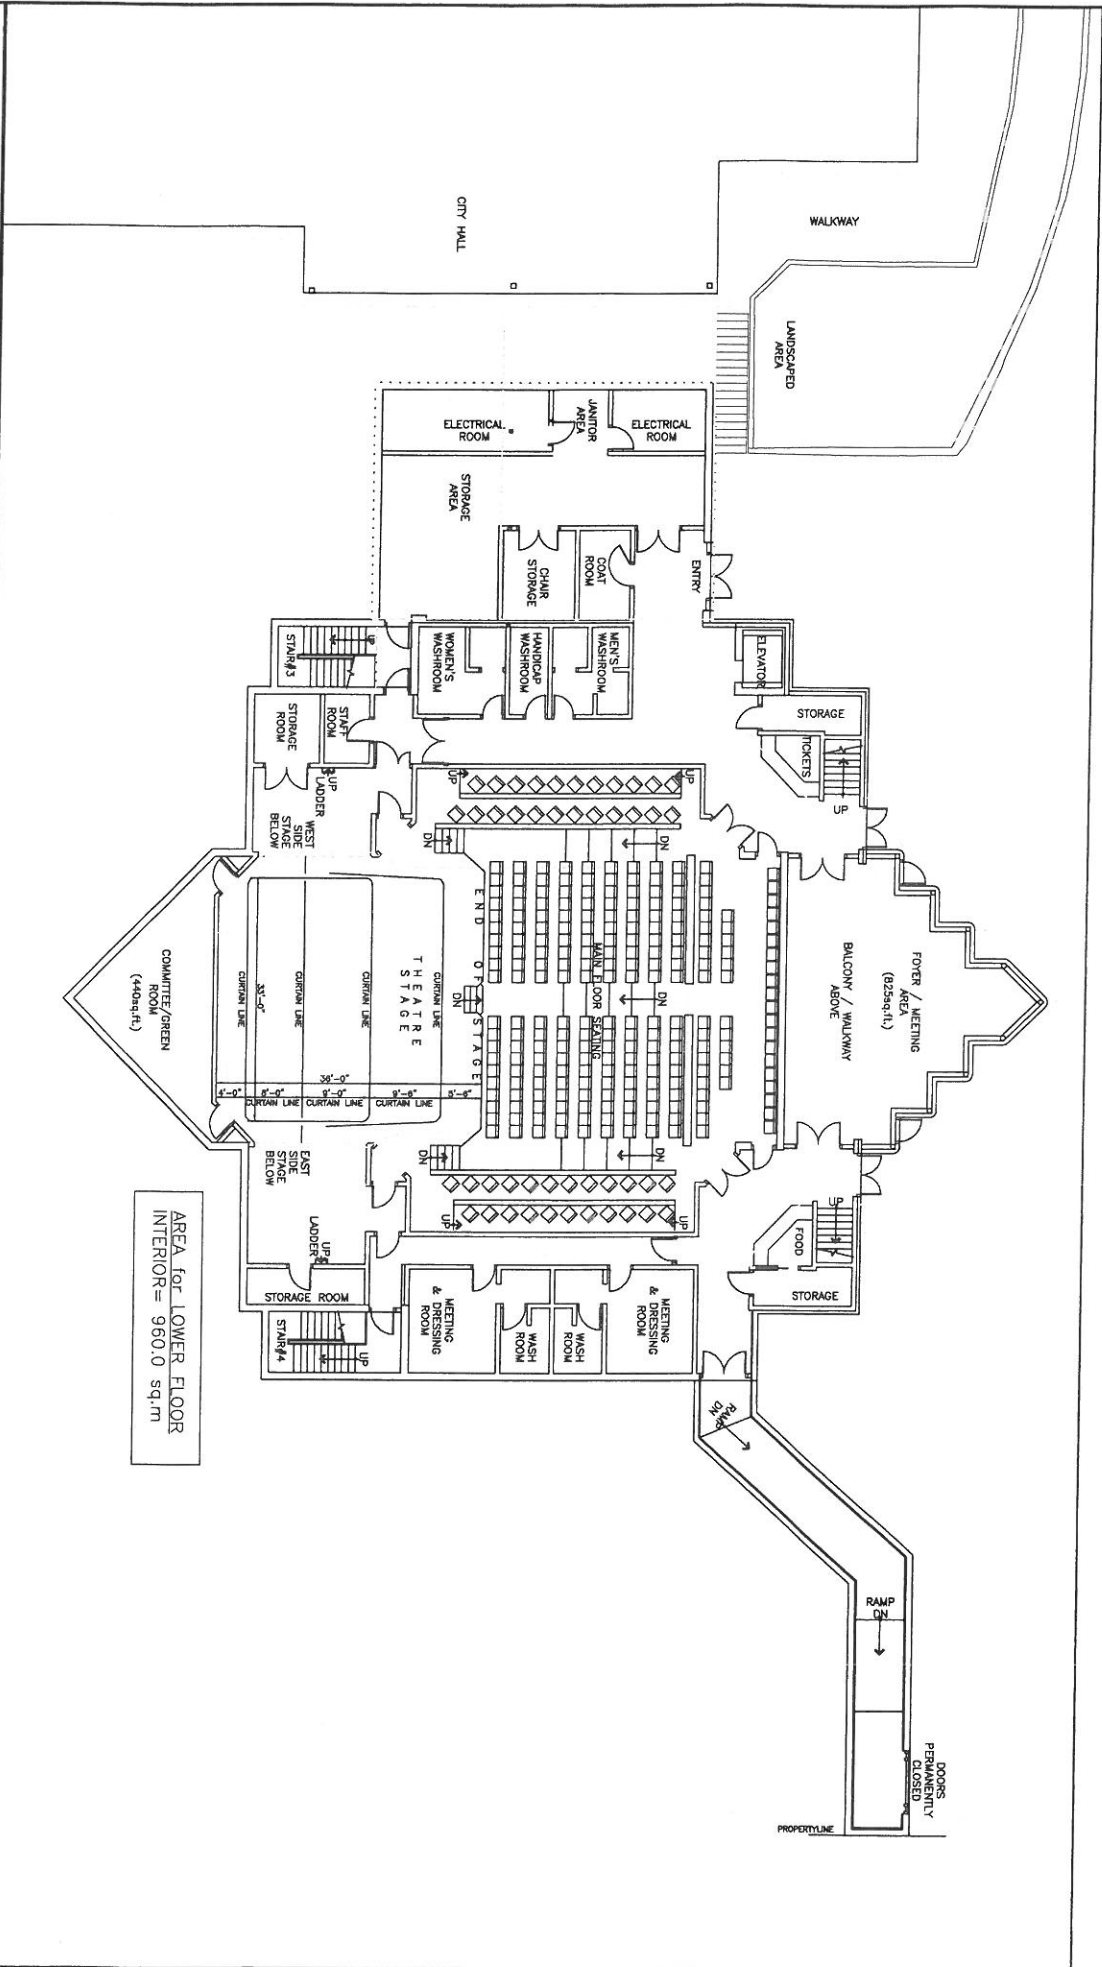 CITY HALL
WALKWAY
LANDSCAPED
AREA
ELECTRICAL
ROOM
JANITOR
AREA
ELECTRICAL
ROOM
STORAGE
AREA
CHAIR
STORAGE
COAT
ROOM
ENTRY
UP
STAIR#3
WOMEN'S
WASHROOM
HANDICAP
WASHROOM
MEN'S
WASHROOM
ELEVATOR
STORAGE
ROOM
STAFF
ROOM
STORAGE
TICKETS
UP
UP
LADDER
UP
UP
WEST
SIDE
STAGE
BELOW
DN
DN
END OF STAGE
MAIN FLOOR SEATING
DN
DN
FOYER / MEETING
AREA
(825sq.ft.)
BALCONY / WALKWAY
ABOVE
THEATRE
STAGE
CURTAIN LINE
CURTAIN LINE
CURTAIN LINE
CURTAIN LINE
33'-0"
COMMITTEE/GREEN
ROOM
(440sq.ft.)
36'-0"
4'-0"
8'-0"
9'-0"
9'-6"
5'-6"
CURTAIN LINE
CURTAIN LINE
CURTAIN LINE
EAST
SIDE
STAGE
BELOW
DN
DN
UP
UP
UP
LADDER
UP
FOOD
STORAGE
STORAGE ROOM
STAIR#4
UP
MEETING
& DRESSING
ROOM
WASH
ROOM
WASH
ROOM
MEETING
& DRESSING
ROOM
RAMP
DN
RAMP
DN
DOORS
PERMANENTLY
CLOSED
PROPERTYLINE
AREA for LOWER FLOOR
INTERIOR= 960.0 sq.m